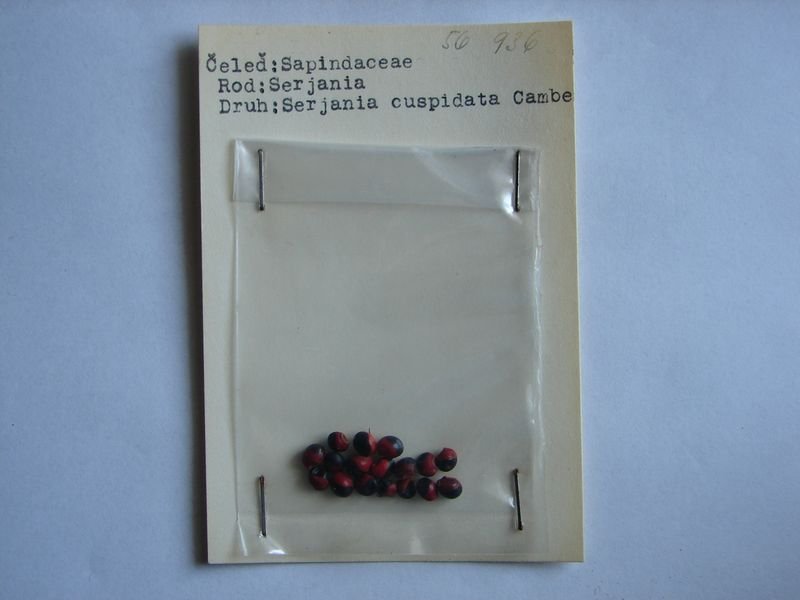 56 936
Čeleď:Sapindaceae
Rod:Serjania
Druh:Serjania cuspidata Cambe